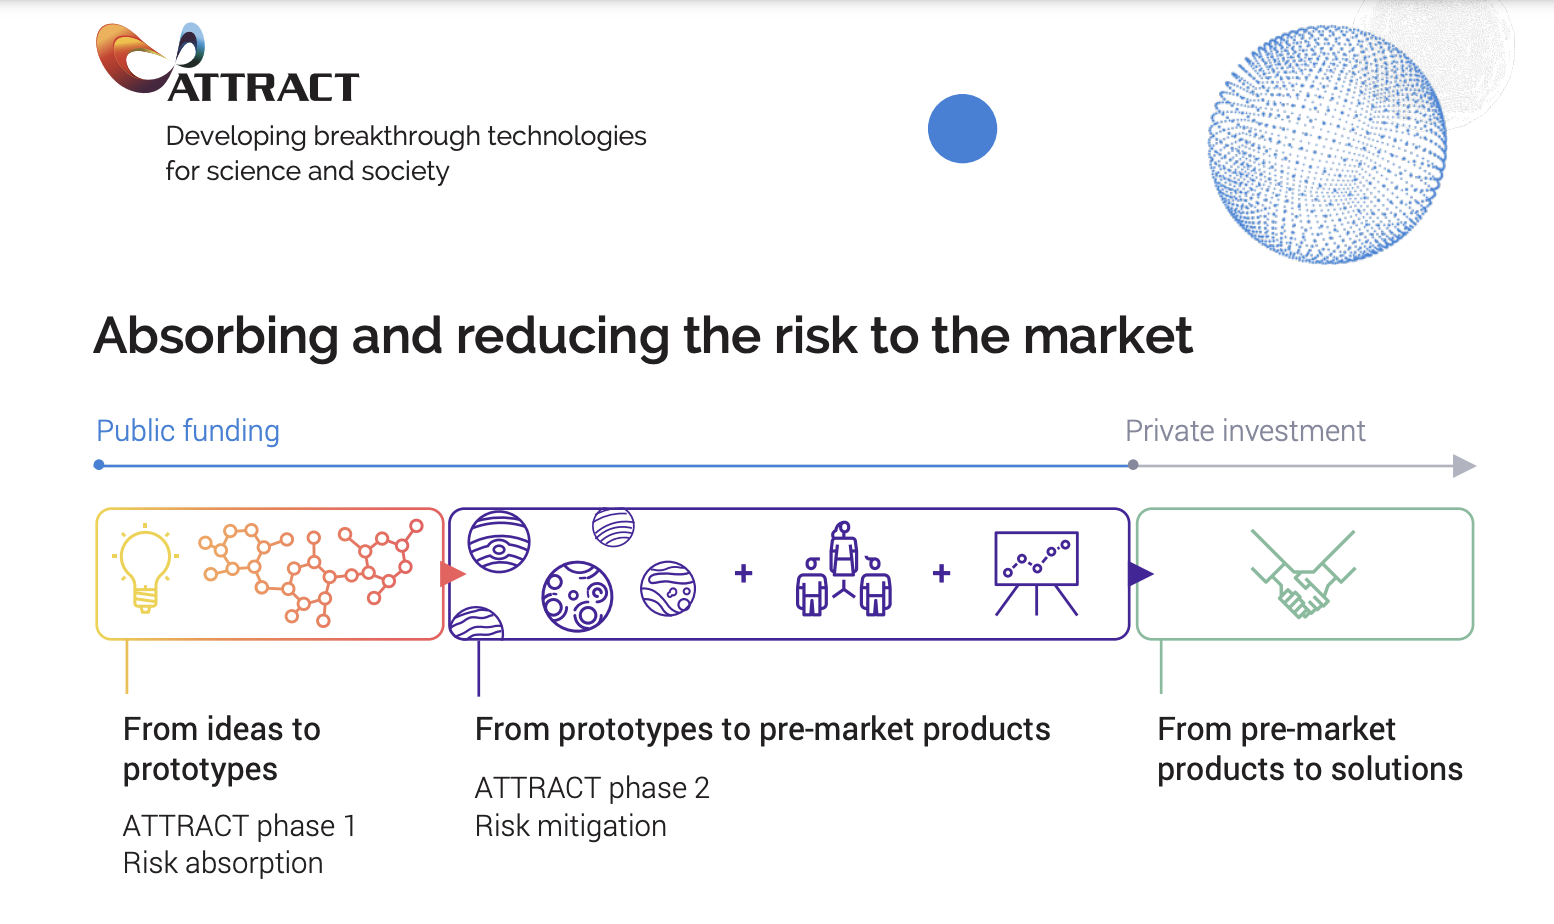 ATTRACT
Developing breakthrough technologies
for science and society
Absorbing and reducing the risk to the market
Public funding
Private investment
+
+
From ideas to
prototypes
ATTRACT phase 1
Risk absorption
From prototypes to pre-market products
ATTRACT phase 2
Risk mitigation
From pre-market
products to solutions